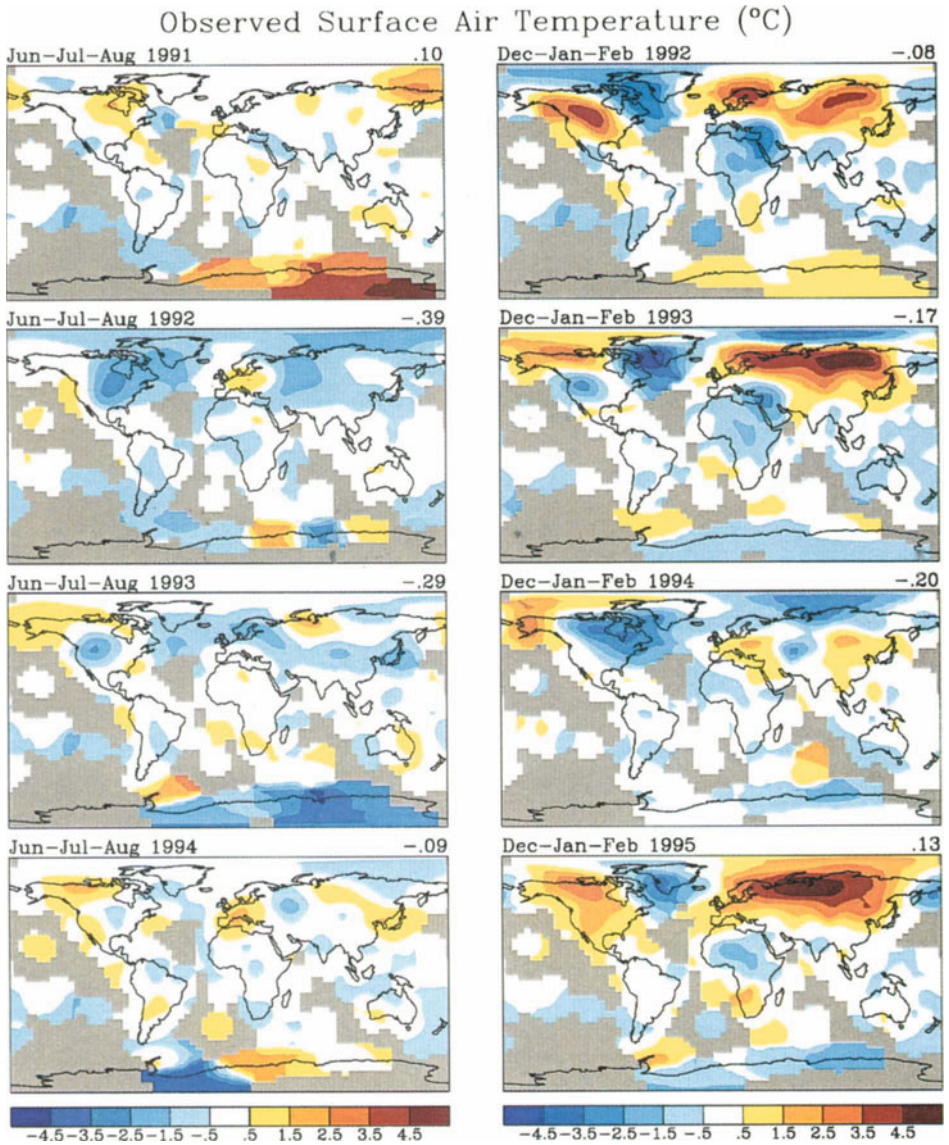 Observed Surface Air Temperature (ºC)
Jun-Jul-Aug 1991 .10
Dec-Jan-Feb 1992 -.08
Jun-Jul-Aug 1992 -.39
Dec-Jan-Feb 1993 -.17
Jun-Jul-Aug 1993 -.29
Dec-Jan-Feb 1994 -.20
Jun-Jul-Aug 1994 -.09
Dec-Jan-Feb 1995 .13
-4.5 -3.5 -2.5 -1.5 -.5 .5 1.5 2.5 3.5 4.5
-4.5 -3.5 -2.5 -1.5 -.5 .5 1.5 2.5 3.5 4.5